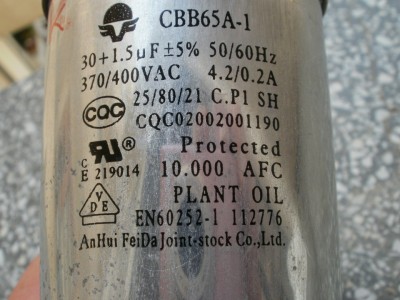 CBB65A-1
30+1.5μF±5% 50/60Hz
370/400VAC 4.2/0.2A
25/80/21 C.P1 SH
CQC
CQC02002001190
Protected
E 219014 10.000 AFC
PLANT OIL
VDE
EN60252-1 112776
AnHui FeiDa Joint-stock Co.,Ltd.